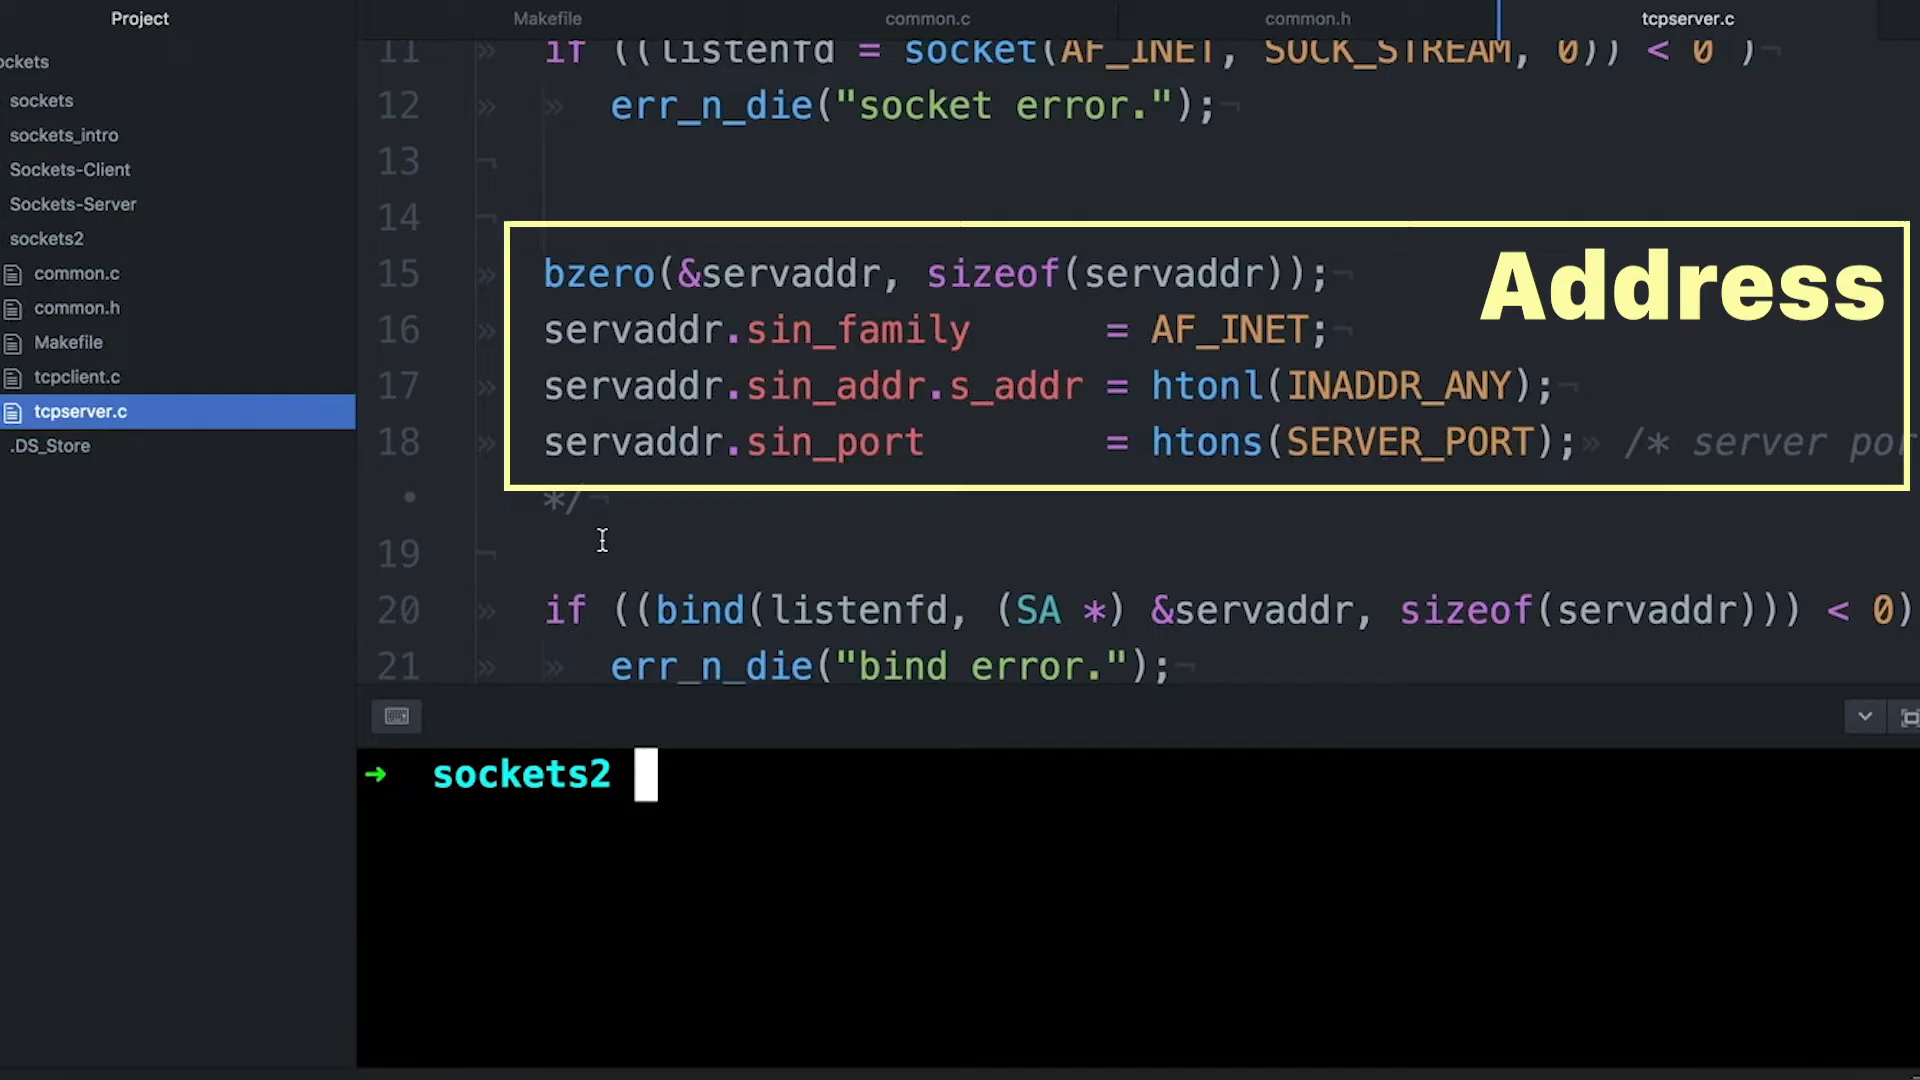 Project
Makefile
common.c
common.h
tcpserver.c
ockets
sockets
sockets_intro
Sockets-Client
Sockets-Server
sockets2
common.c
common.h
Makefile
tcpclient.c
tcpserver.c
.DS_Store
11 if ((listenfd = socket(AF_INET, SOCK_STREAM, 0)) < 0 )
12 err_n_die("socket error.");
13
14
15 bzero(&servaddr, sizeof(servaddr));
16 servaddr.sin_family = AF_INET;
17 servaddr.sin_addr.s_addr = htonl(INADDR_ANY);
18 servaddr.sin_port = htons(SERVER_PORT); /* server por
• */
19
20 if ((bind(listenfd, (SA *) &servaddr, sizeof(servaddr))) < 0)
21 err_n_die("bind error.");
Address
➜ sockets2